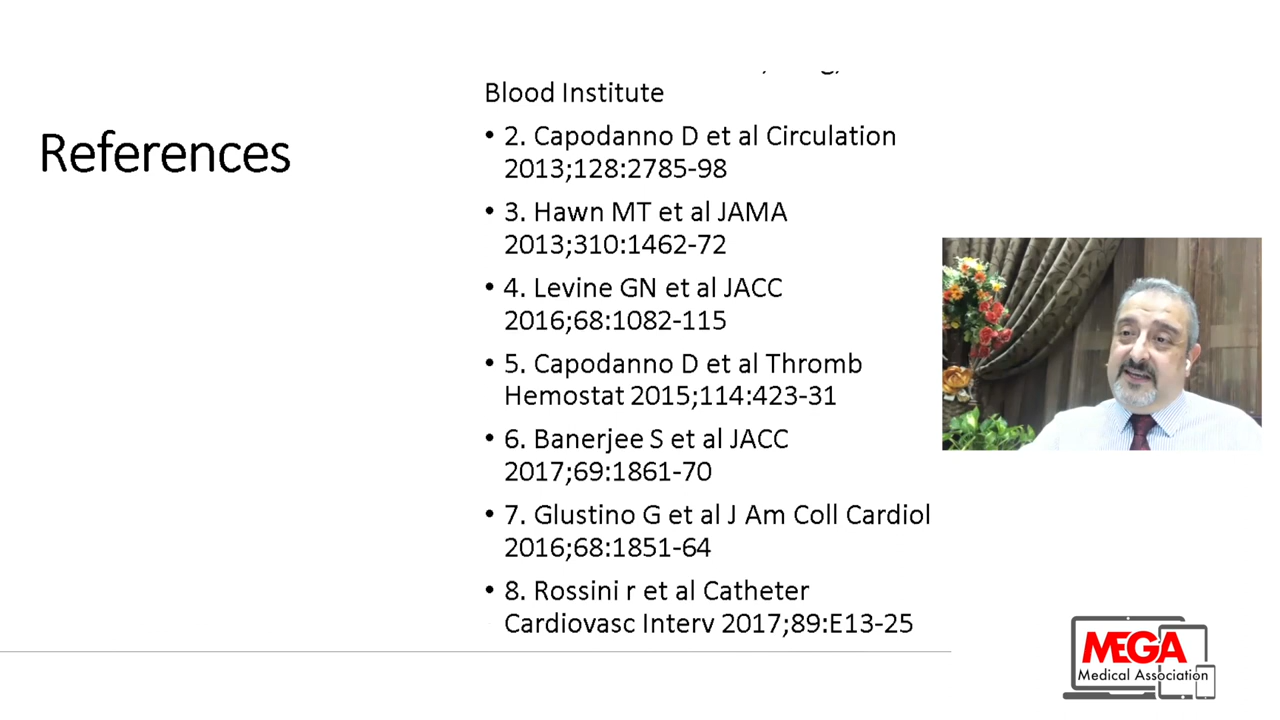 References
Blood Institute
• 2. Capodanno D et al Circulation
2013;128:2785-98
• 3. Hawn MT et al JAMA
2013;310:1462-72
• 4. Levine GN et al JACC
2016;68:1082-115
• 5. Capodanno D et al Thromb
Hemostat 2015;114:423-31
• 6. Banerjee S et al JACC
2017;69:1861-70
• 7. Glustino G et al J Am Coll Cardiol
2016;68:1851-64
• 8. Rossini r et al Catheter
Cardiovasc Interv 2017;89:E13-25
MEGA
Medical Association